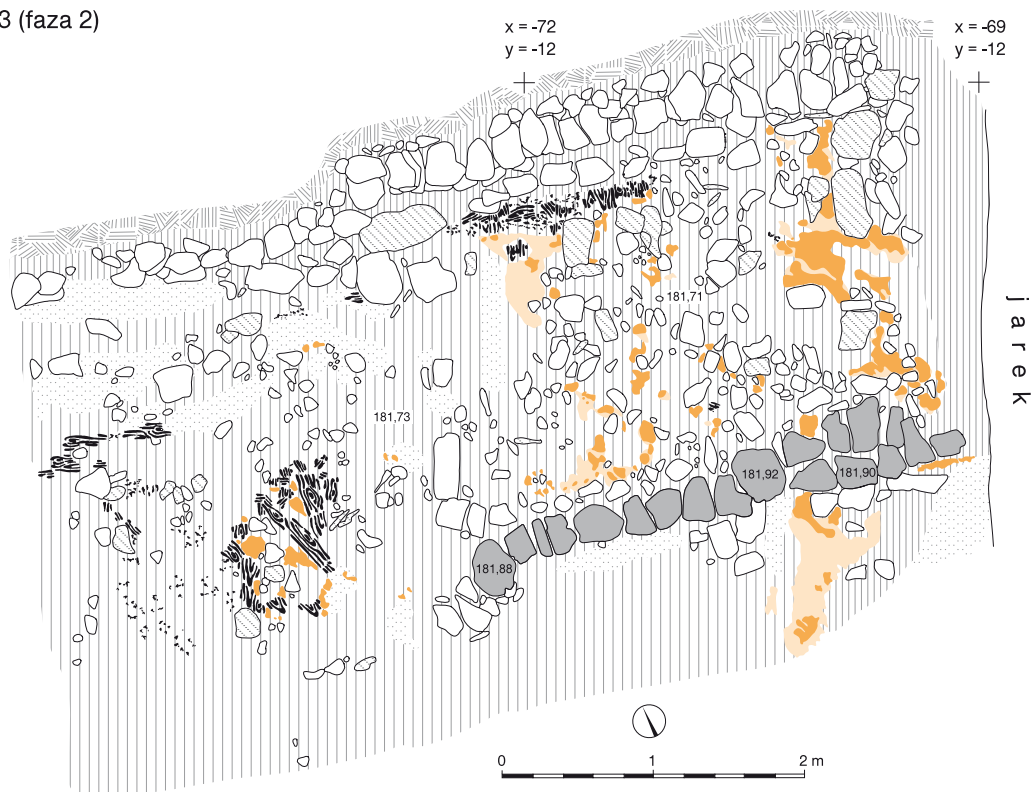 3 (faza 2)
x = -72
y = -12
x = -69
y = -12
181,71
jarek
181,73
181,92
181,90
181,88
0 1 2 m